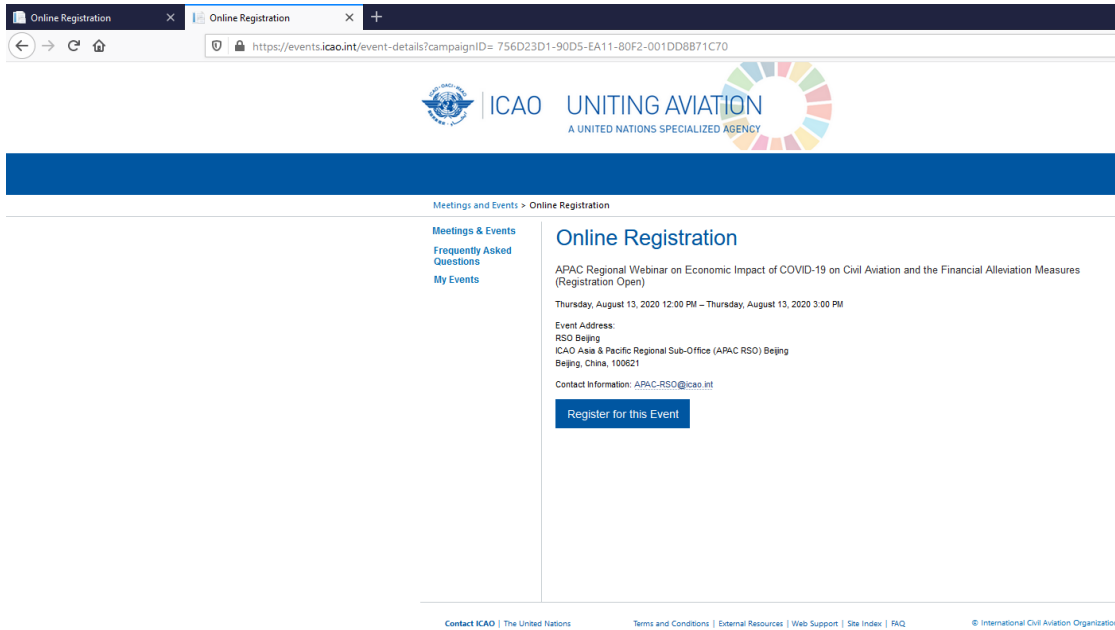 Online Registration
Online Registration
https://events.icao.int/event-details?campaignID= 756D23D1-90D5-EA11-80F2-001DD8B71C70
ICAO
UNITING AVIATION
A UNITED NATIONS SPECIALIZED AGENCY
Meetings and Events > Online Registration
Meetings & Events
Frequently Asked
Questions
My Events
Online Registration
APAC Regional Webinar on Economic Impact of COVID-19 on Civil Aviation and the Financial Alleviation Measures
(Registration Open)
Thursday, August 13, 2020 12:00 PM – Thursday, August 13, 2020 3:00 PM
Event Address:
RSO Beijing
ICAO Asia & Pacific Regional Sub-Office (APAC RSO) Beijing
Beijing, China, 100621
Contact Information: APAC-RSO@icao.int
Register for this Event
Contact ICAO | The United Nations
Terms and Conditions | External Resources | Web Support | Site Index | FAQ
© International Civil Aviation Organizatio